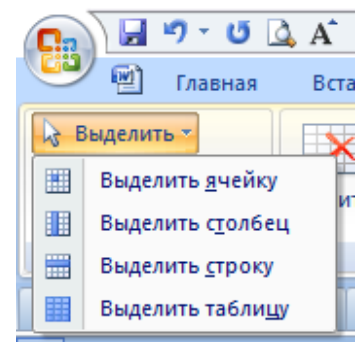 Главная Вста
Выделить
Выделить ячейку
Выделить столбец
Выделить строку
Выделить таблицу